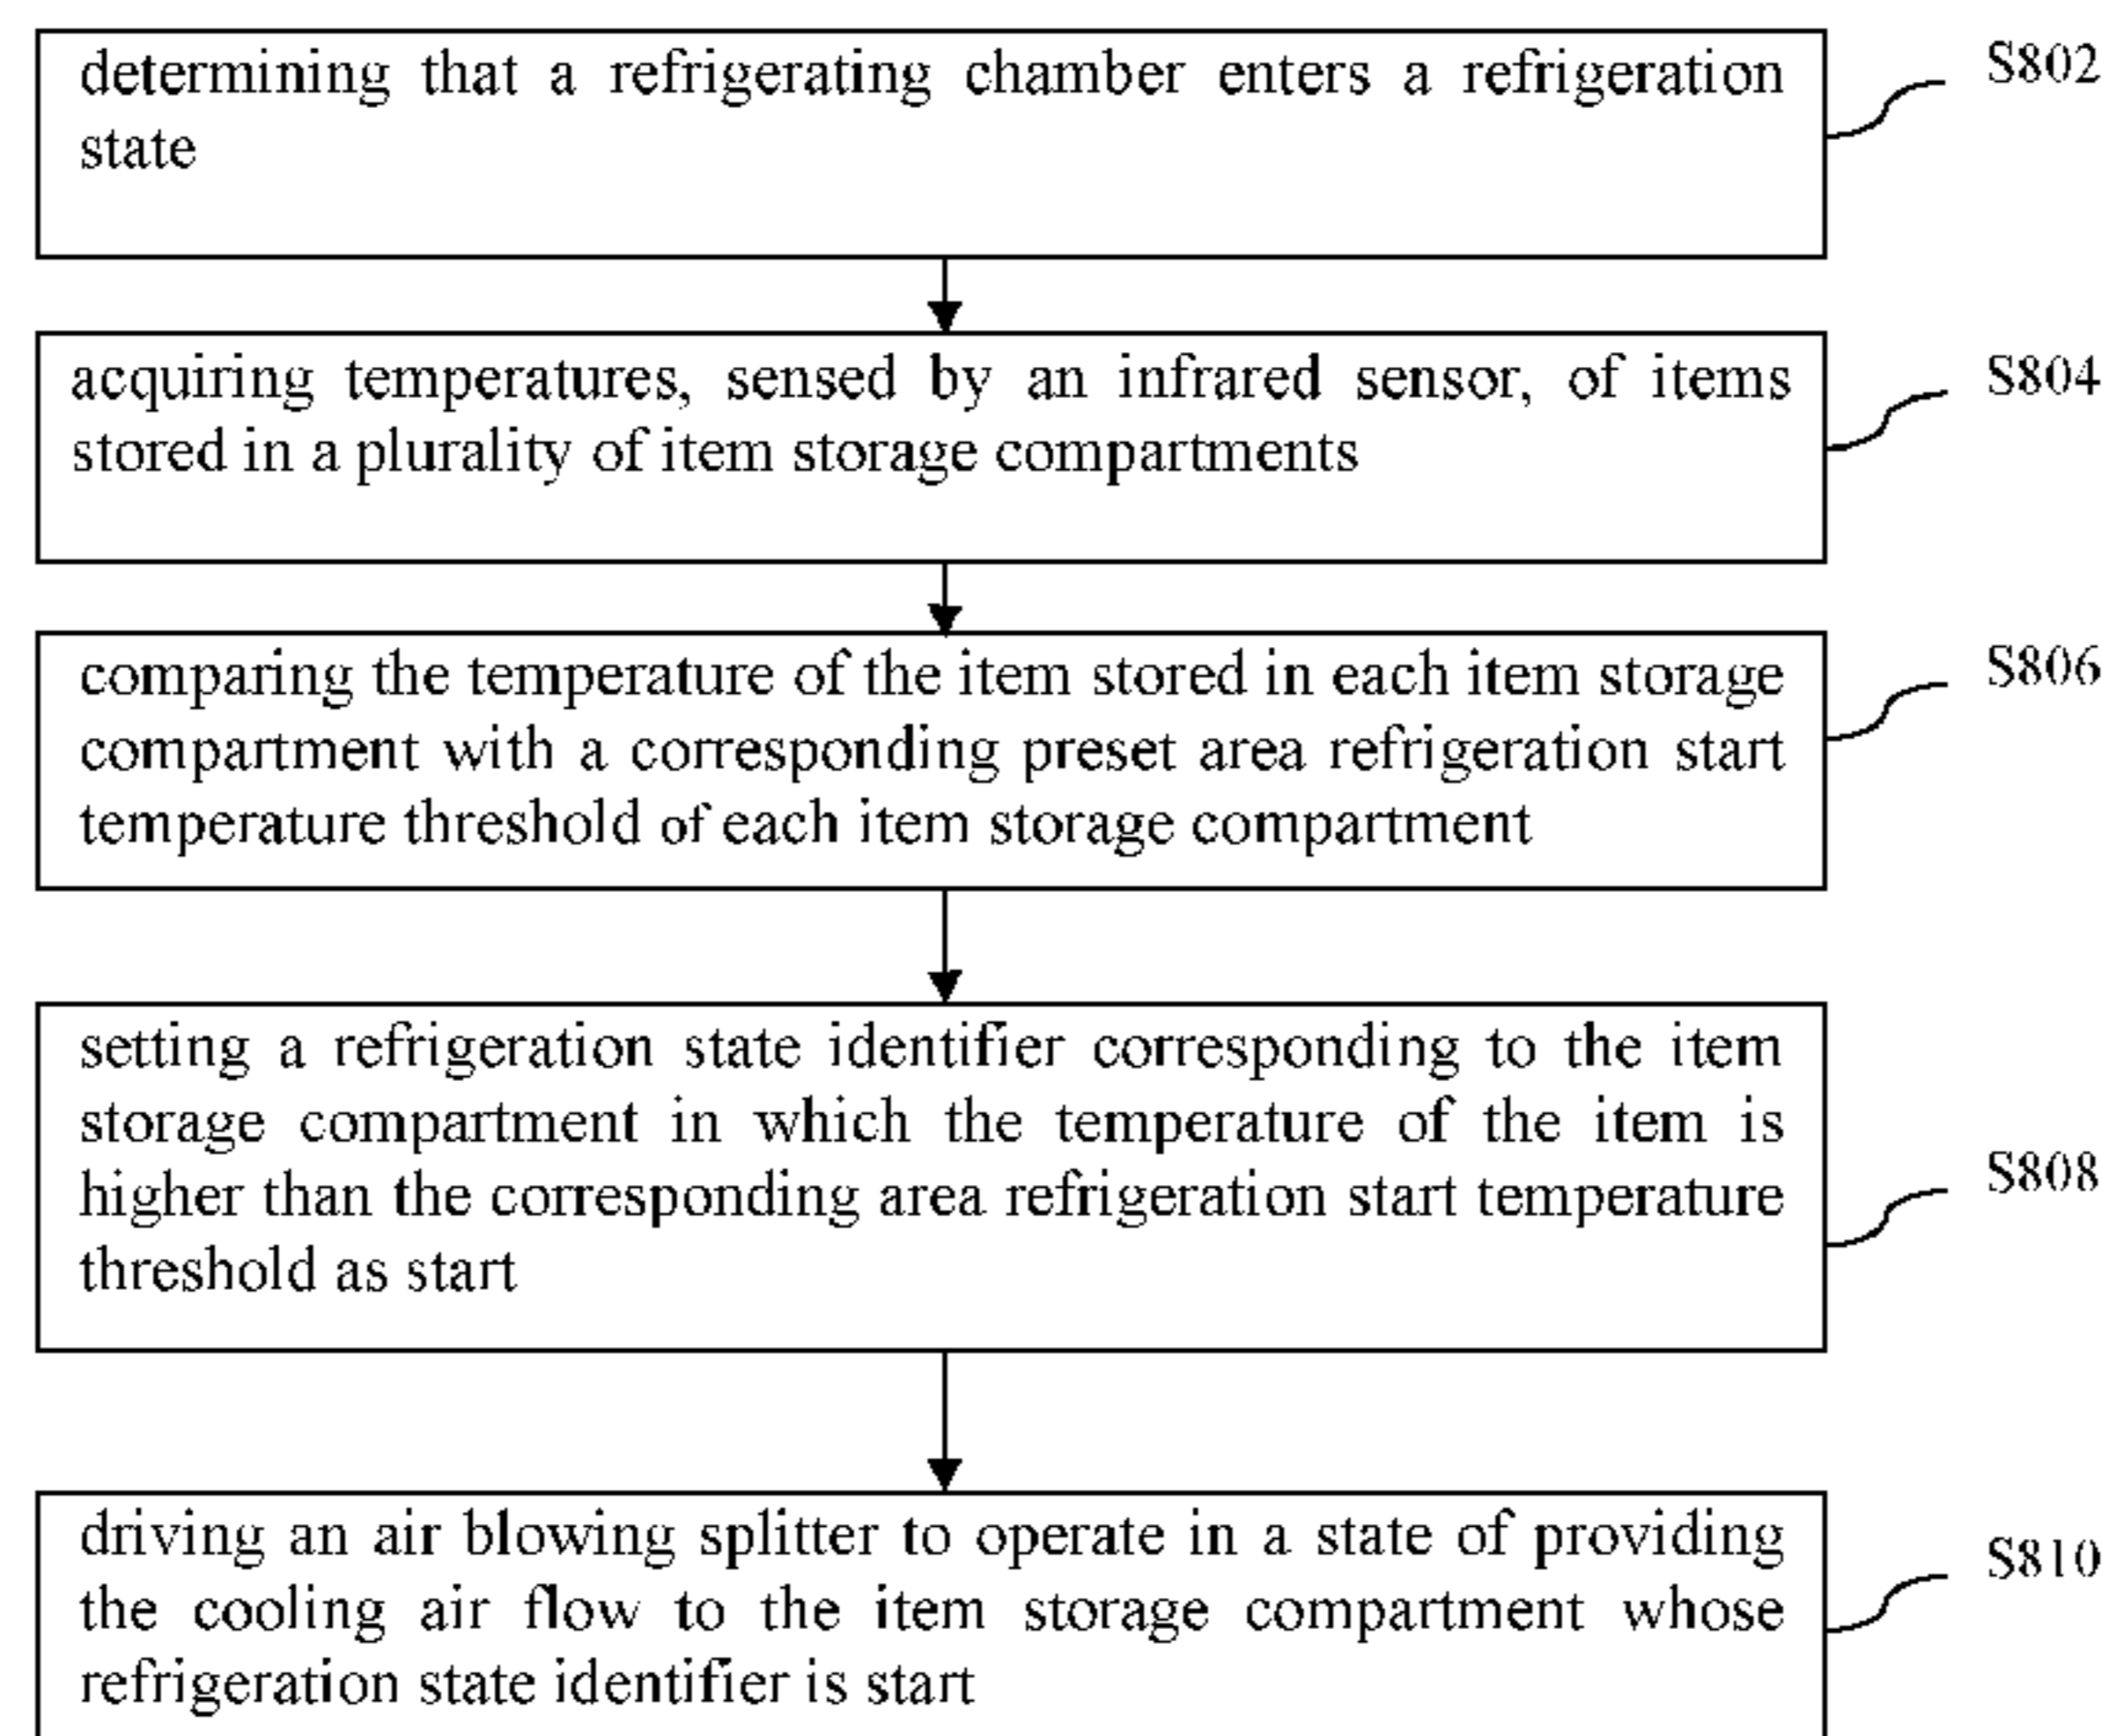 determining that a refrigerating chamber enters a refrigeration
state
S802
acquiring temperatures, sensed by an infrared sensor, of items
stored in a plurality of item storage compartments
S804
comparing the temperature of the item stored in each item storage
compartment with a corresponding preset area refrigeration start
temperature threshold of each item storage compartment
S806
setting a refrigeration state identifier corresponding to the item
storage compartment in which the temperature of the item is
higher than the corresponding area refrigeration start temperature
threshold as start
S808
driving an air blowing splitter to operate in a state of providing
the cooling air flow to the item storage compartment whose
refrigeration state identifier is start
S810